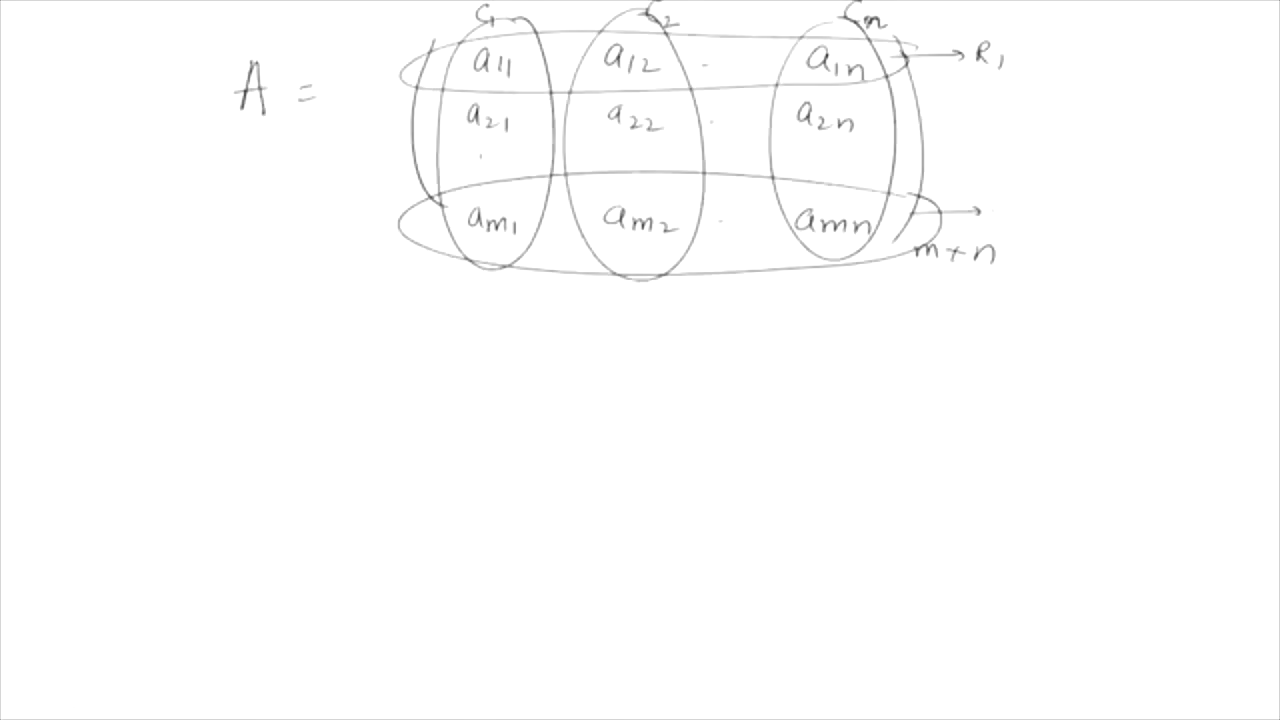 C1 C2 Cn
A = a11 a12 . a1n → R1
a21 a22 . a2n
am1 am2 . amn →
m×n